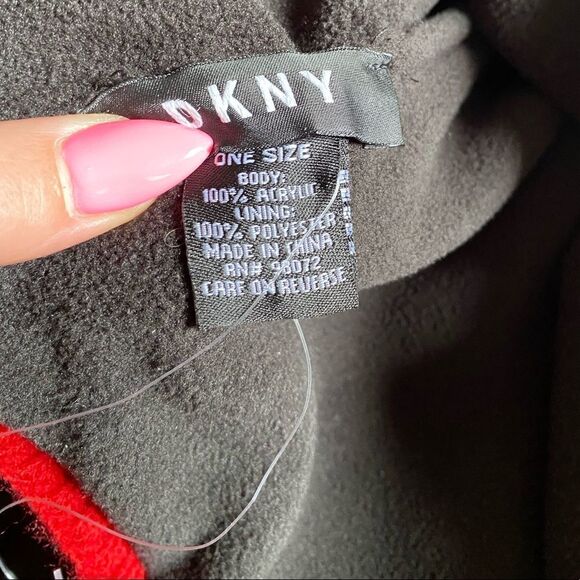 DKNY
ONE SIZE
BODY:
100% ACRYLIC
LINING:
100% POLYESTER
MADE IN CHINA
RN# 98072
CARE ON REVERSE